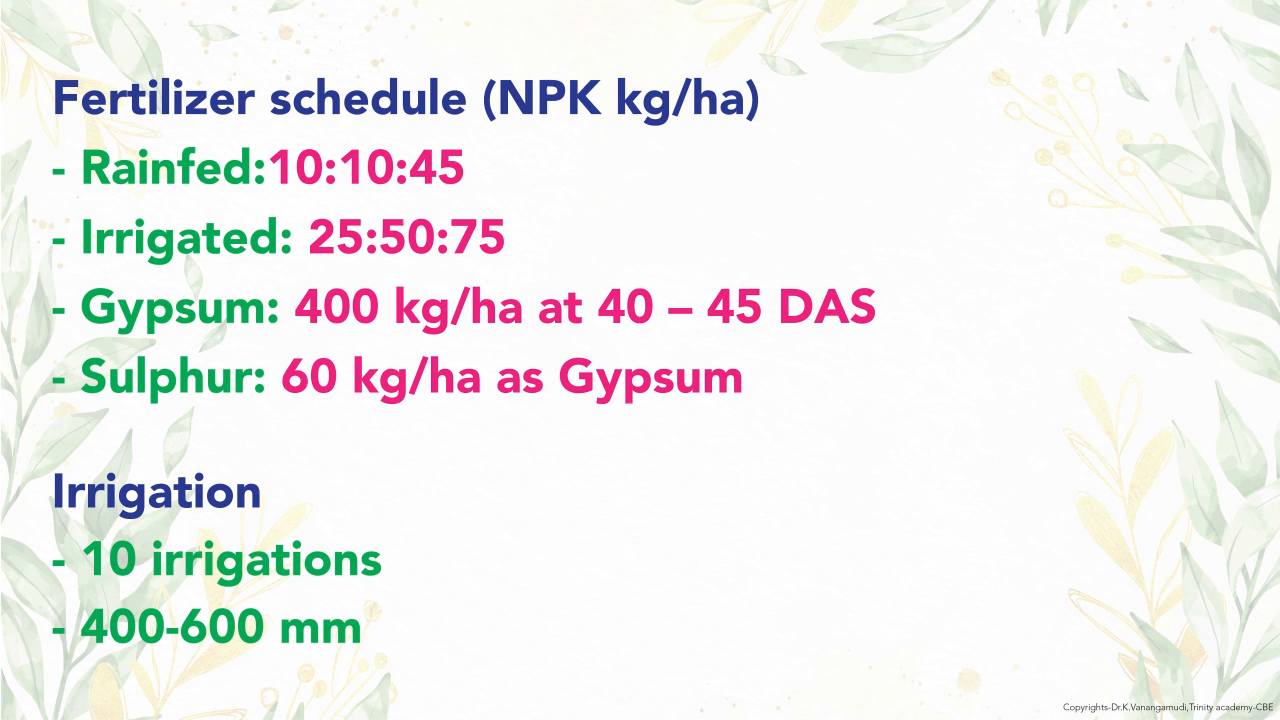 Fertilizer schedule (NPK kg/ha)
- Rainfed:10:10:45
- Irrigated: 25:50:75
- Gypsum: 400 kg/ha at 40 – 45 DAS
- Sulphur: 60 kg/ha as Gypsum
Irrigation
- 10 irrigations
- 400-600 mm
Copyrights-Dr.K.Vanangamudi,Trinity academy-CBE